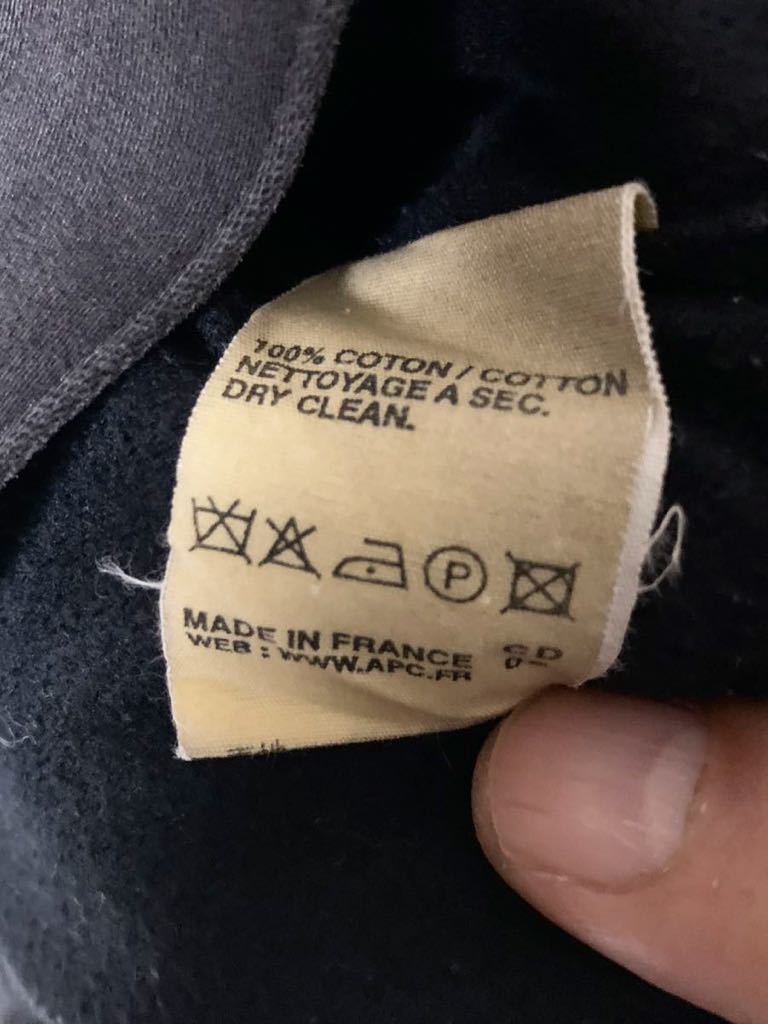 100% COTON / COTTON
NETTOYAGE A SEC.
DRY CLEAN.
P
MADE IN FRANCE
WEB : WWW.APC.FR